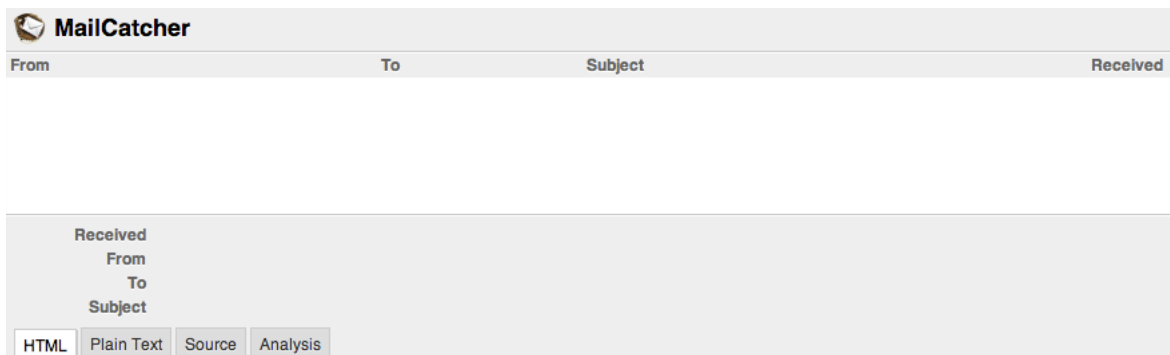 MailCatcher
From To Subject Received
Received
From
To
Subject
HTML Plain Text Source Analysis